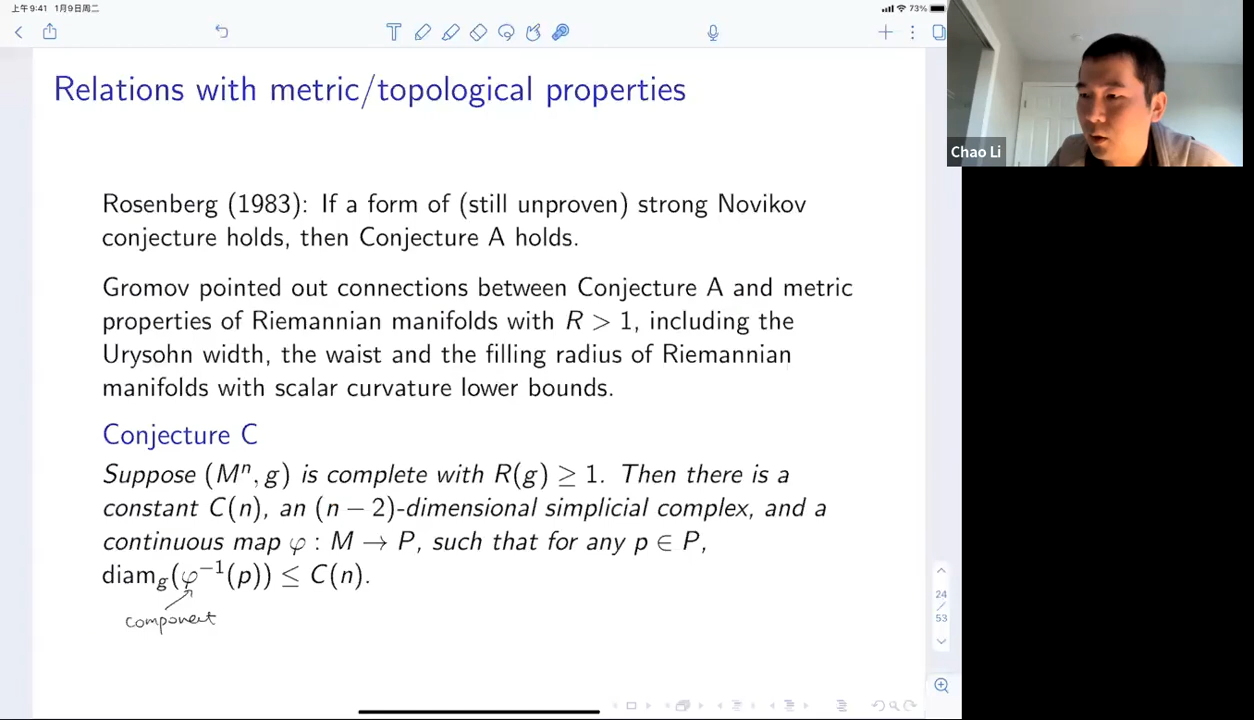 上午9:41 1月9日周二
73%
Relations with metric/topological properties
Chao Li
Rosenberg (1983): If a form of (still unproven) strong Novikov
conjecture holds, then Conjecture A holds.
Gromov pointed out connections between Conjecture A and metric
properties of Riemannian manifolds with R > 1, including the
Urysohn width, the waist and the filling radius of Riemannian
manifolds with scalar curvature lower bounds.
Conjecture C
Suppose (Mⁿ, g) is complete with R(g) ≥ 1. Then there is a
constant C(n), an (n − 2)-dimensional simplicial complex, and a
continuous map φ : M → P, such that for any p ∈ P,
diam_g(φ⁻¹(p)) ≤ C(n).
component
24
/
53